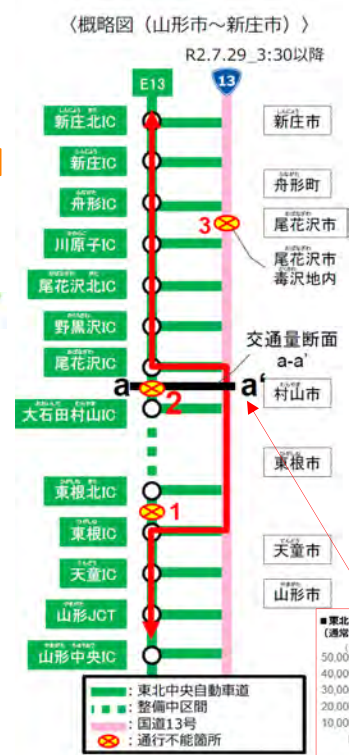 〈概略図（山形市～新庄市）〉
R2.7.29_3:30以降
E13
13
新庄北IC
新庄市
新庄IC
舟形町
舟形IC
3
尾花沢市
川原子IC
尾花沢市
毒沢地内
尾花沢北IC
野黒沢IC
交通量断面
a-a'
尾花沢IC
a
a'
2
村山市
大石田村山IC
東根市
東根北IC
1
東根IC
天童市
天童IC
山形市
山形JCT
■東北
(通常
山形中央IC
50,00
40,00
30,00
20,00
10,00
：東北中央自動車道
：整備中区間
：国道13号
：通行不能箇所